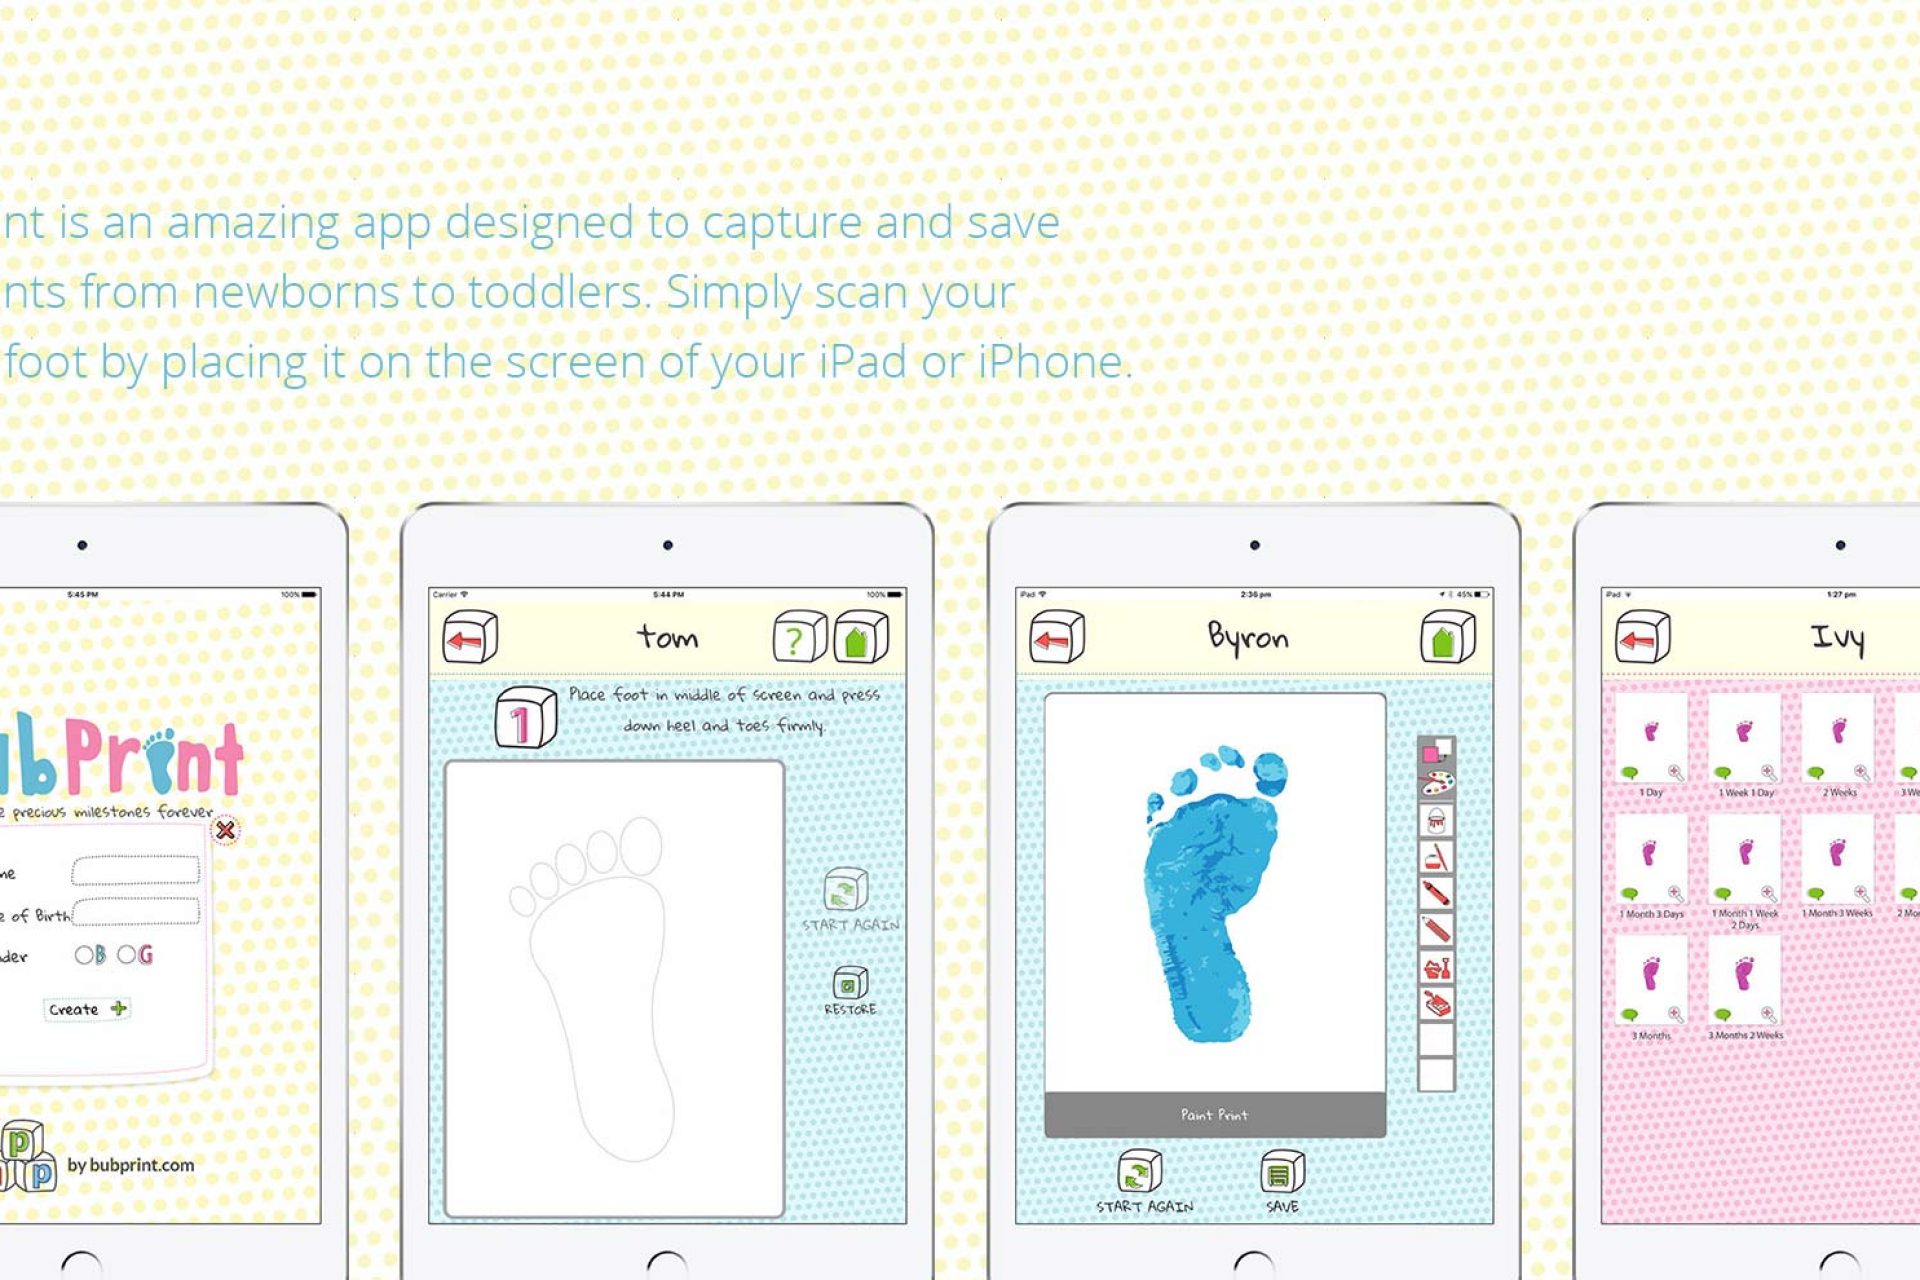 nt is an amazing app designed to capture and save
nts from newborns to toddlers. Simply scan your
foot by placing it on the screen of your iPad or iPhone.
5:45 PM 100%
ubPrint
e precious milestones forever
me
e of Birth
der B G
Create
p
p
by bubprint.com
Carrier 5:44 PM 100%
tom
?
1 Place foot in middle of screen and press
down heel and toes firmly.
START AGAIN
RESTORE
iPad 2:36 pm 45%
Byron
Paint Print
START AGAIN SAVE
iPad 1:27 pm
Ivy
1 Day 1 Week 1 Day 2 Weeks 3 We
1 Month 3 Days 1 Month 1 Week 1 Month 3 Weeks 2 Mo
2 Days
3 Months 3 Months 2 Weeks